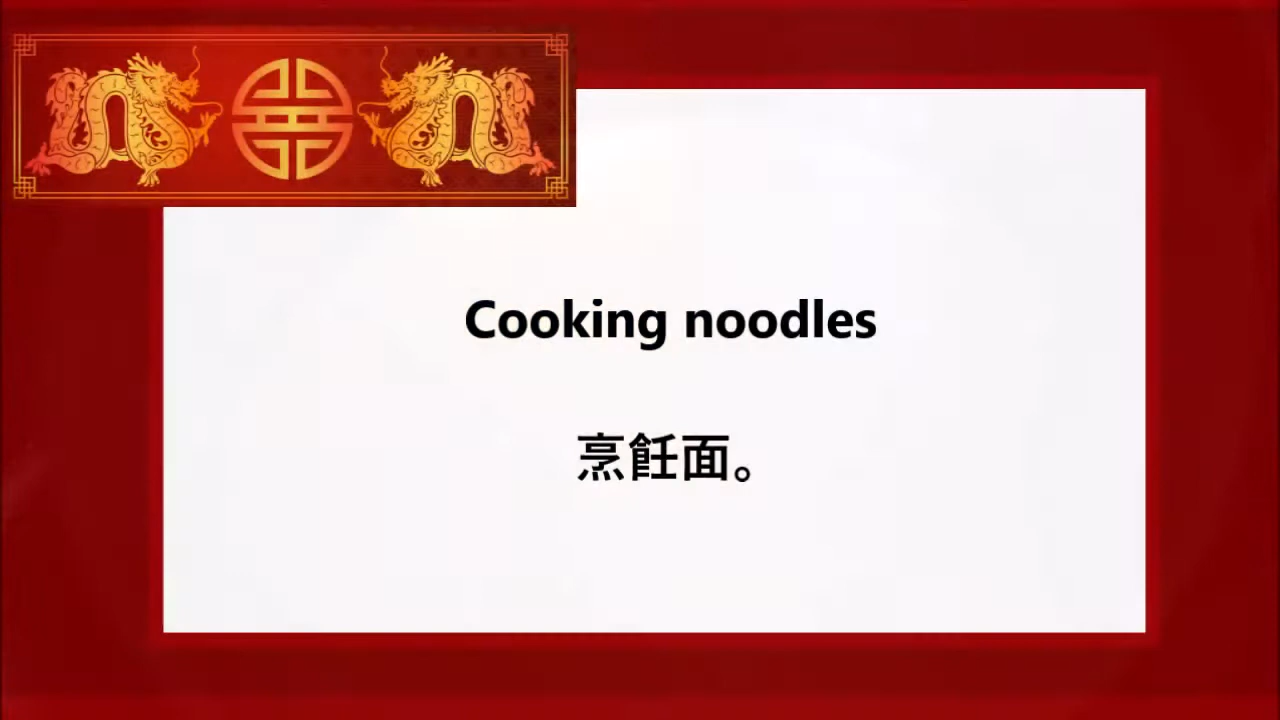 Cooking noodles
烹飪面。